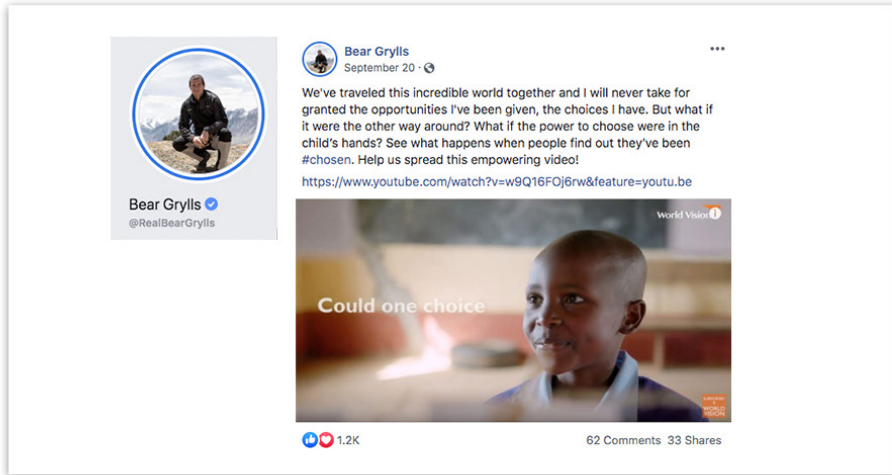 Bear Grylls
@RealBearGrylls
Bear Grylls
September 20 ·
We've traveled this incredible world together and I will never take for
granted the opportunities I've been given, the choices I have. But what if
it were the other way around? What if the power to choose were in the
child's hands? See what happens when people find out they've been
#chosen. Help us spread this empowering video!
https://www.youtube.com/watch?v=w9Q16FOj6rw&feature=youtu.be
World Vision
Could one choice
WORLD
VISION
1.2K
62 Comments 33 Shares